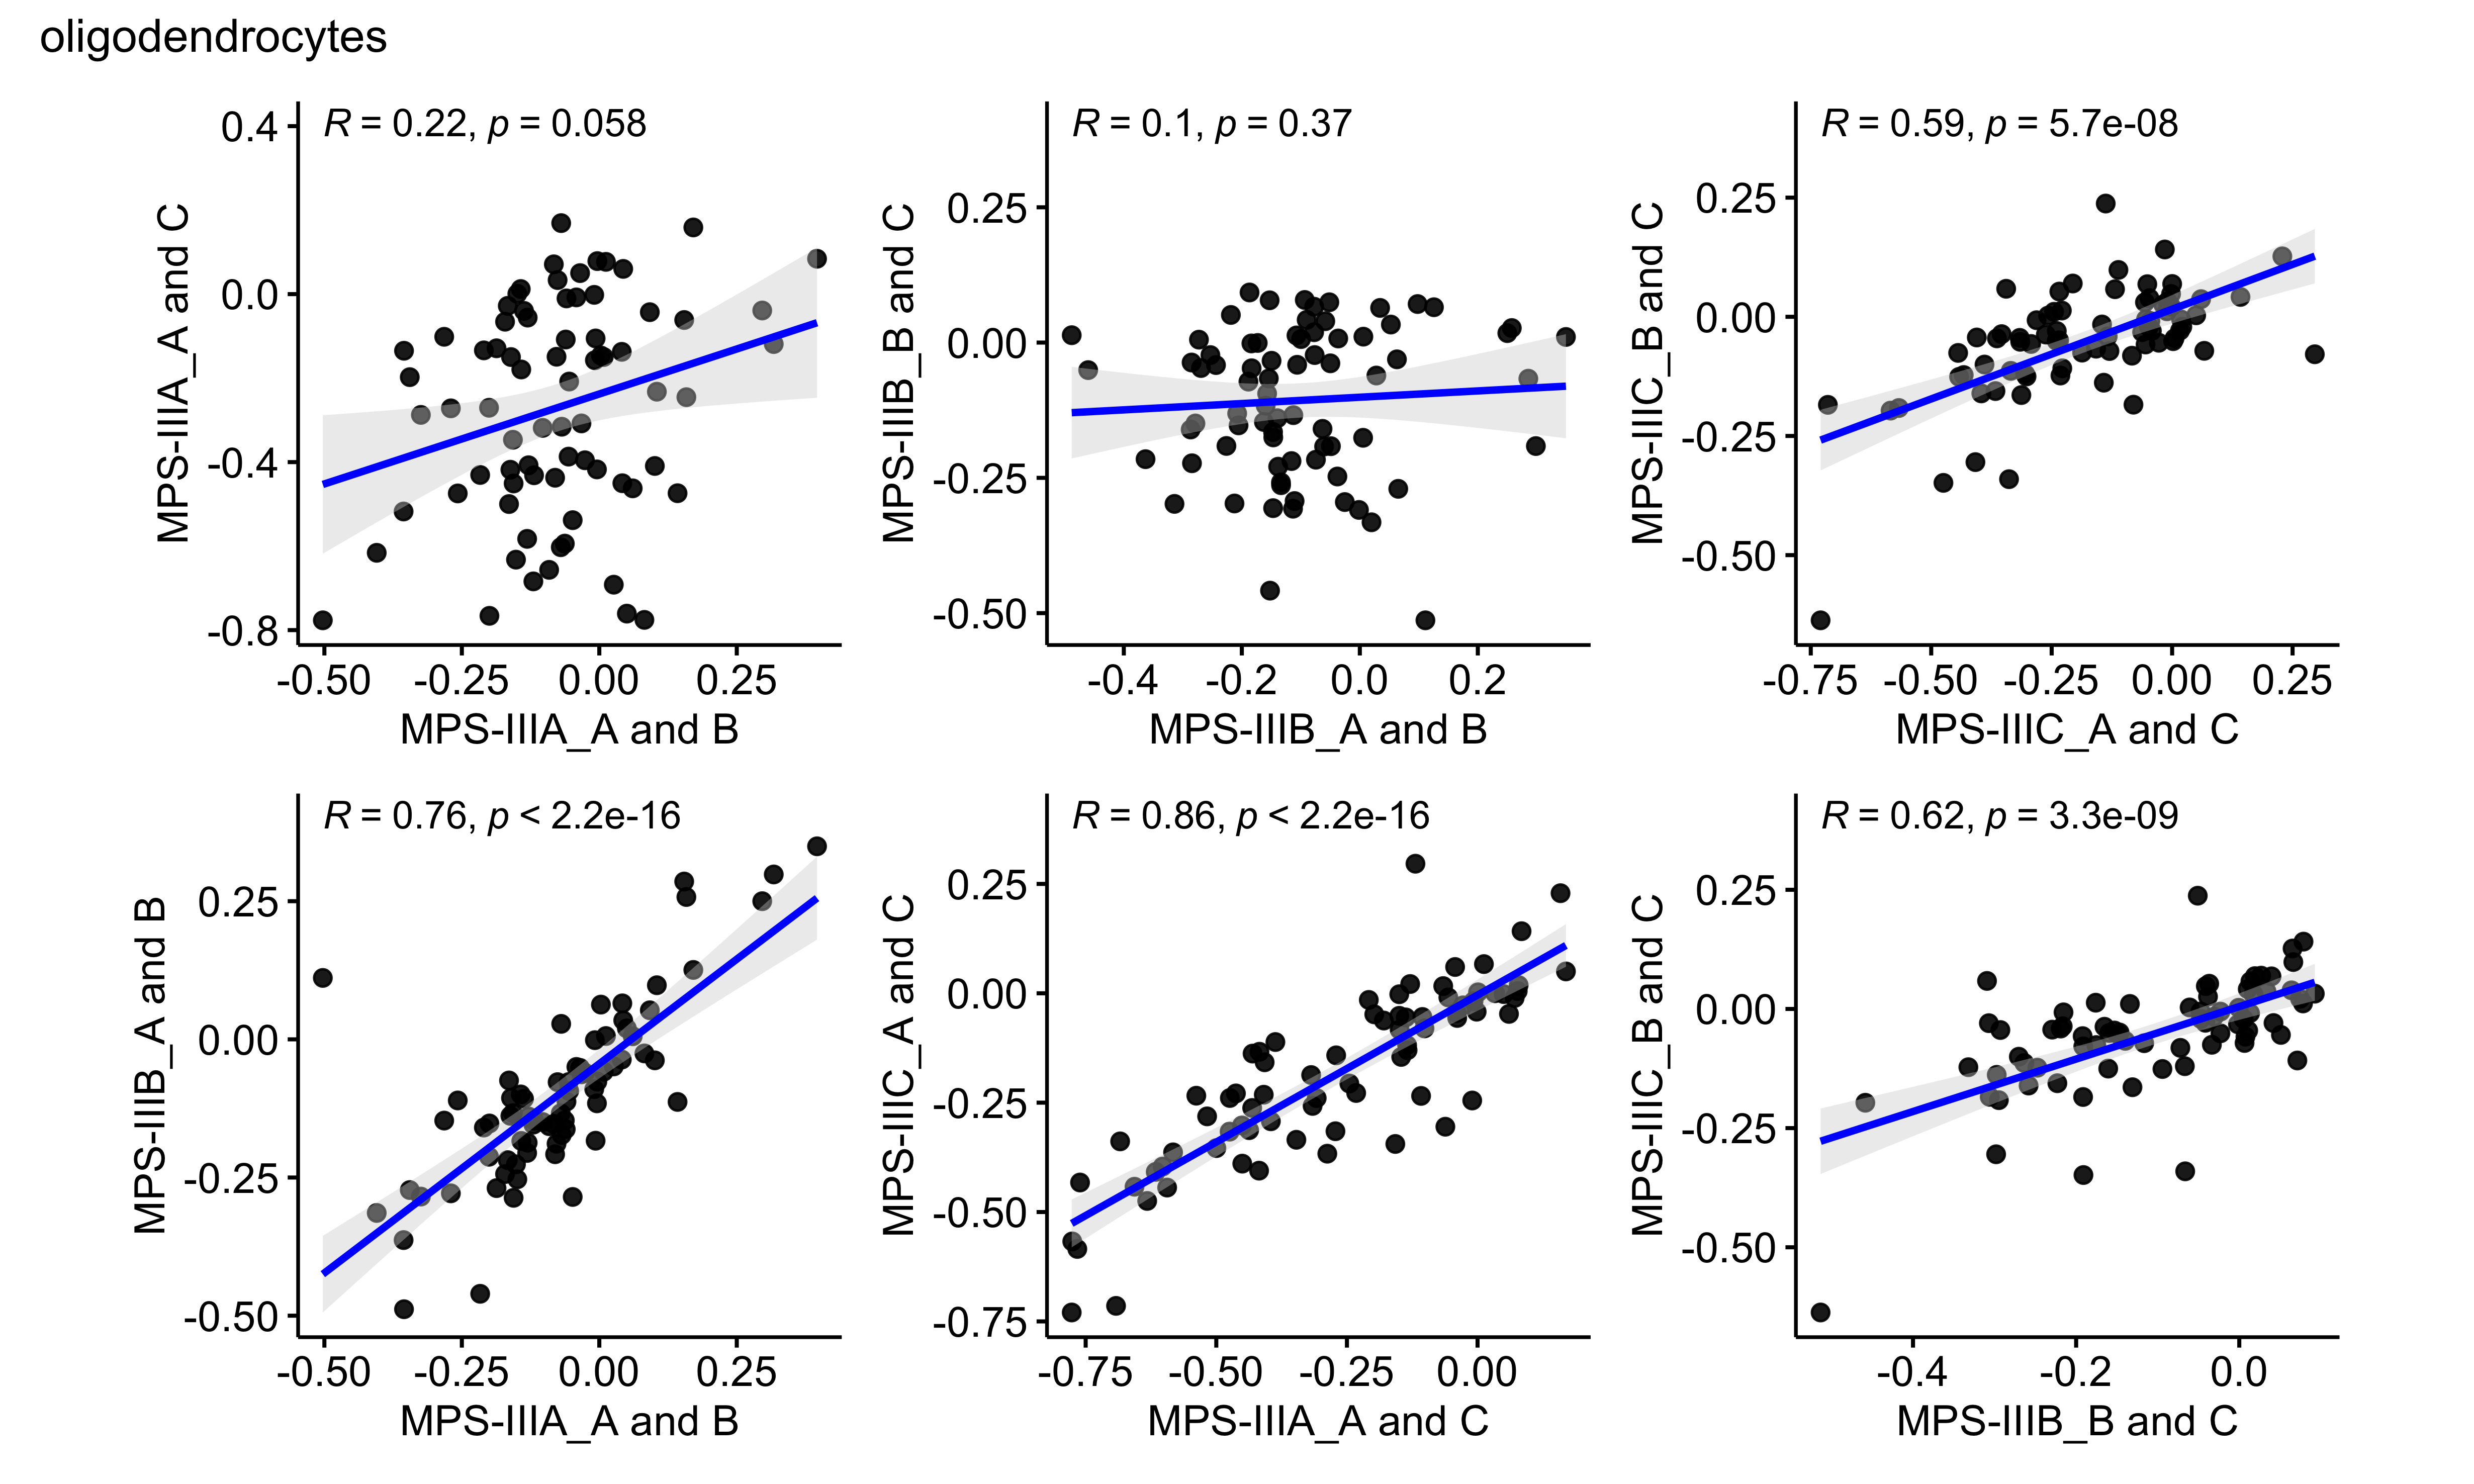 oligodendrocytes
R = 0.22, p = 0.058
MPS-IIIA_A and C
0.4
0.0
-0.4
-0.8
-0.50 -0.25 0.00 0.25
MPS-IIIA_A and B
R = 0.1, p = 0.37
MPS-IIIB_B and C
0.25
0.00
-0.25
-0.50
-0.4 -0.2 0.0 0.2
MPS-IIIB_A and B
R = 0.59, p = 5.7e-08
MPS-IIIC_B and C
0.25
0.00
-0.25
-0.50
-0.75 -0.50 -0.25 0.00 0.25
MPS-IIIC_A and C
R = 0.76, p < 2.2e-16
MPS-IIIB_A and B
0.25
0.00
-0.25
-0.50
-0.50 -0.25 0.00 0.25
MPS-IIIA_A and B
R = 0.86, p < 2.2e-16
MPS-IIIC_A and C
0.25
0.00
-0.25
-0.50
-0.75
-0.75 -0.50 -0.25 0.00
MPS-IIIA_A and C
R = 0.62, p = 3.3e-09
MPS-IIIC_B and C
0.25
0.00
-0.25
-0.50
-0.4 -0.2 0.0
MPS-IIIB_B and C